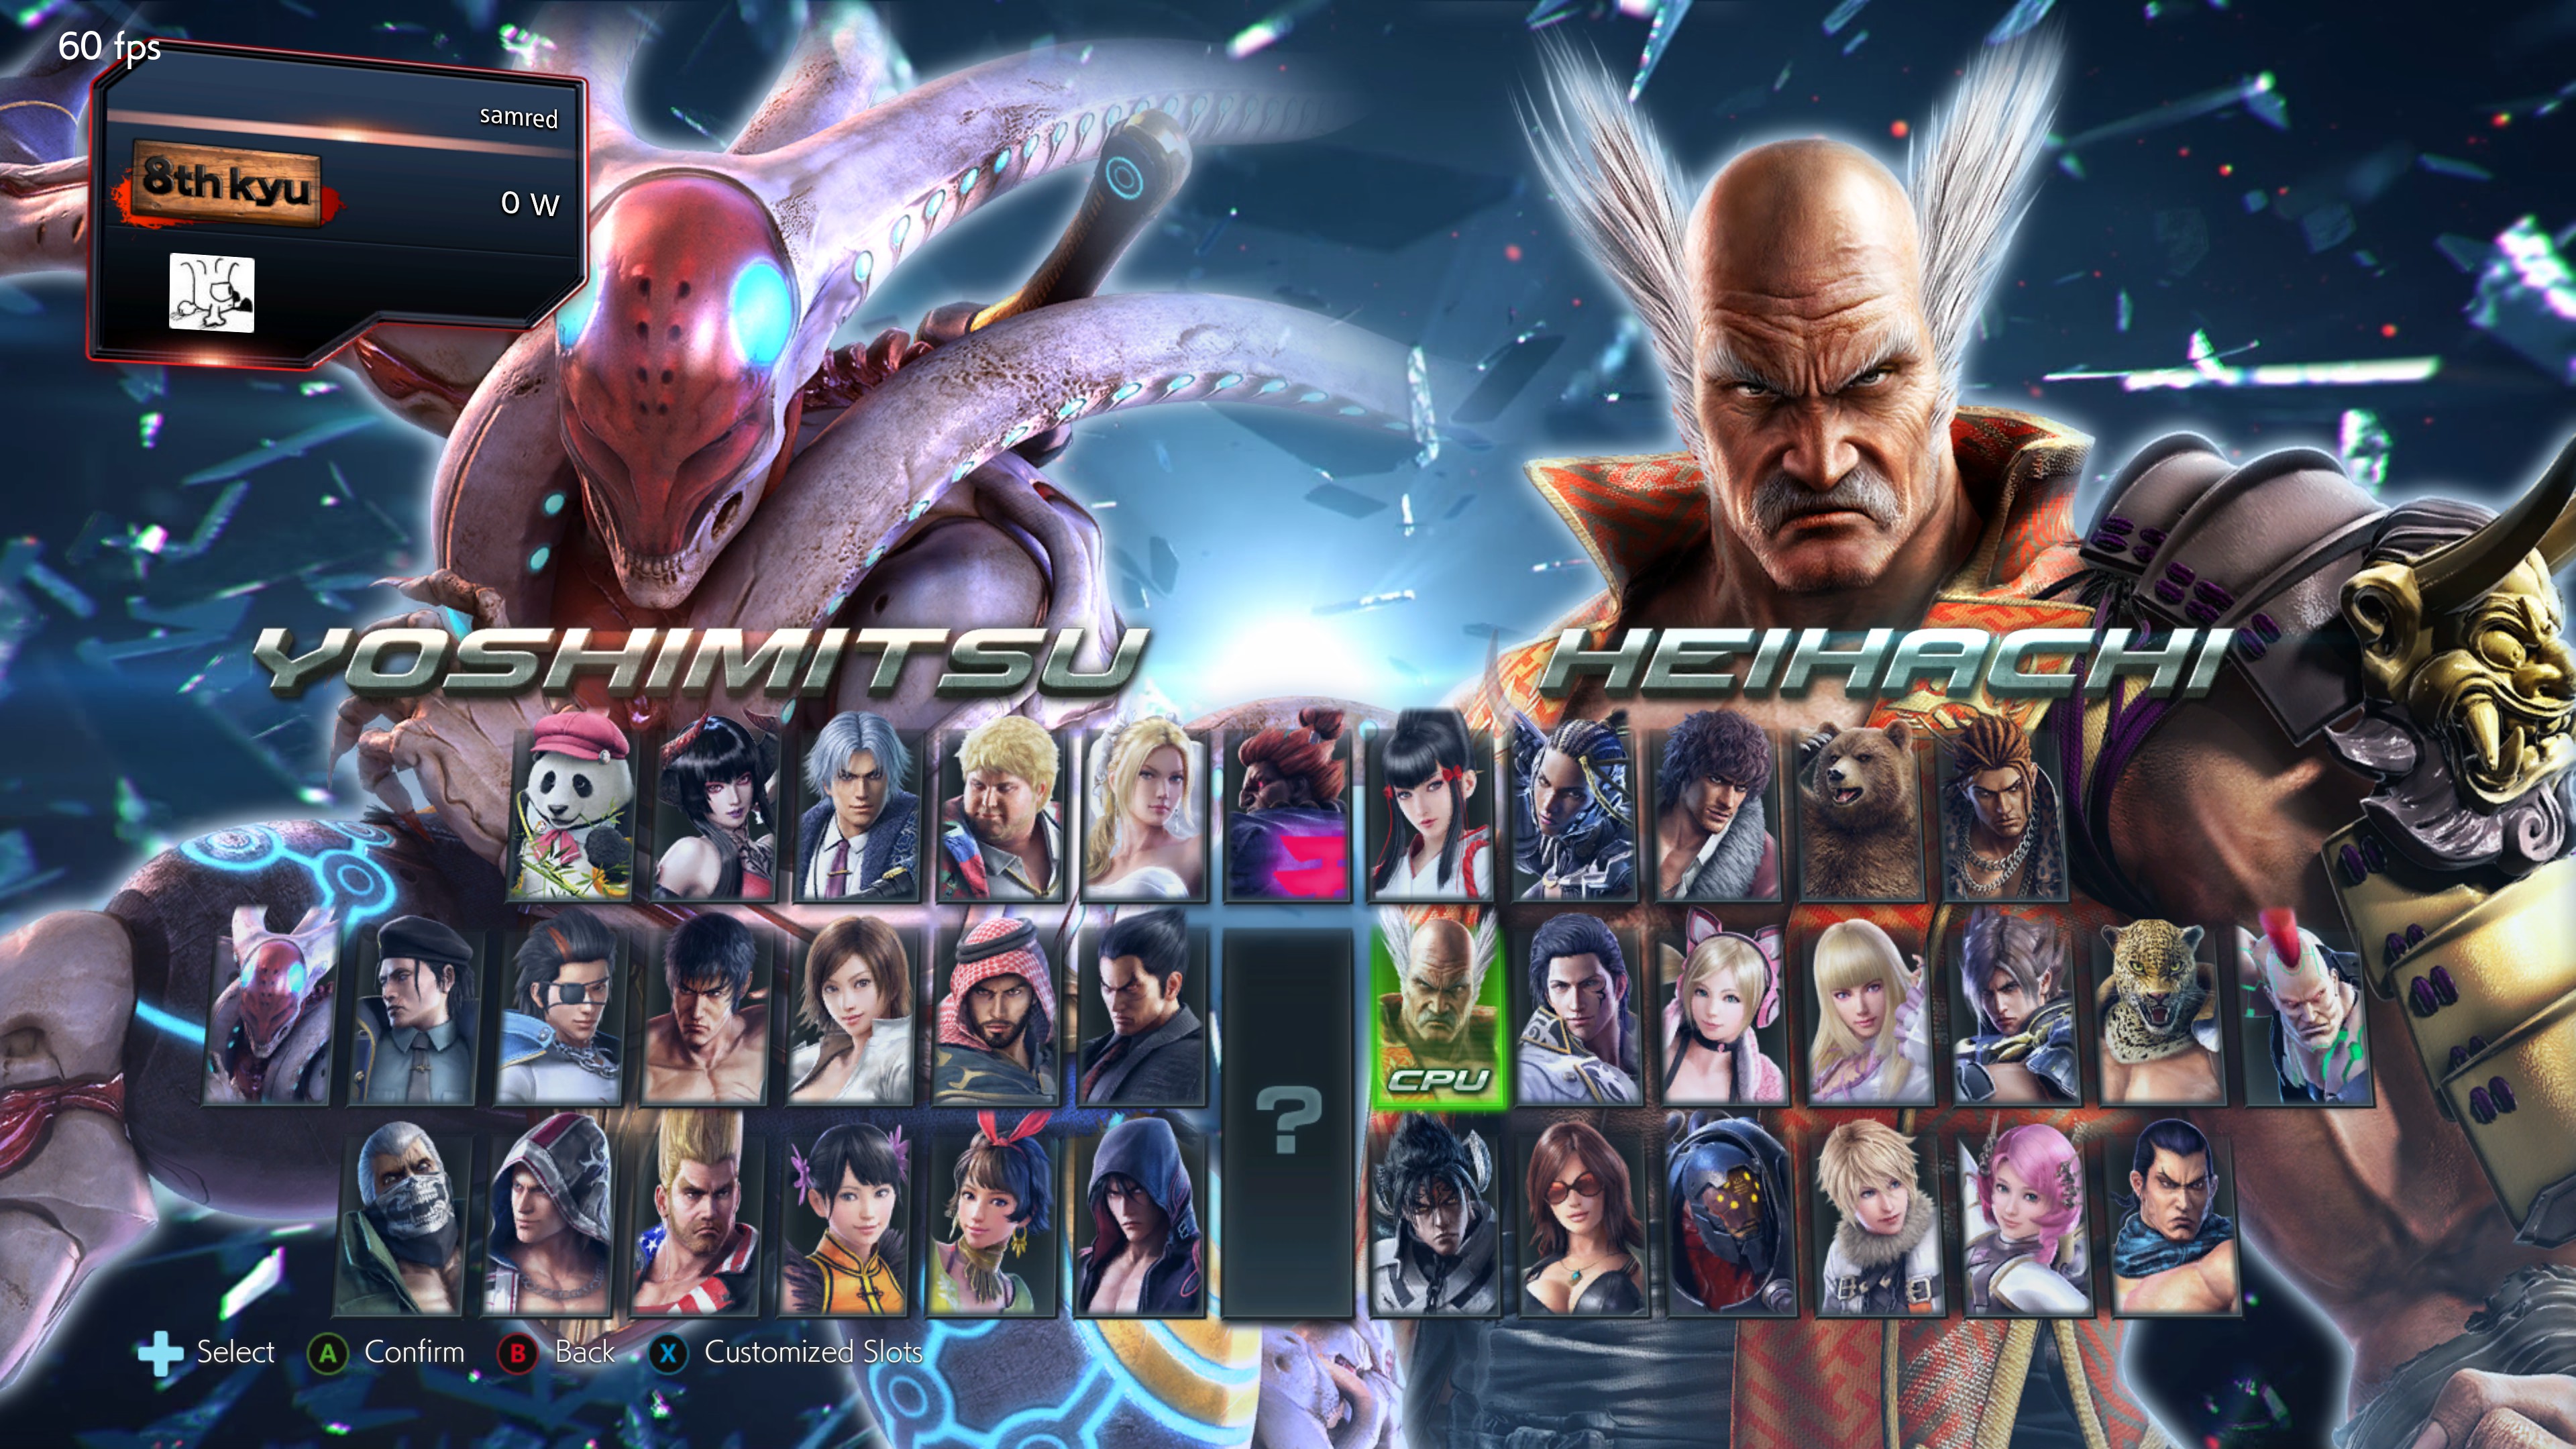 60 fps
samred
8th kyu
0 W
YOSHIMITSU
HEIHACHI
CPU
?
Select
A Confirm
B Back
X Customized Slots